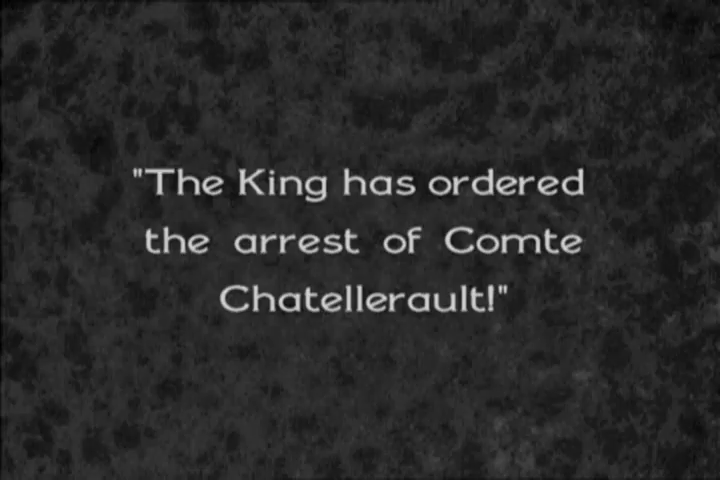 "The King has ordered
the arrest of Comte
Chatellerault!"